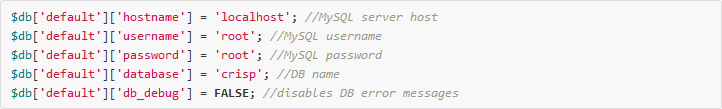 $db['default']['hostname'] = 'localhost'; //MySQL server host
$db['default']['username'] = 'root'; //MySQL username
$db['default']['password'] = 'root'; //MySQL password
$db['default']['database'] = 'crisp'; //DB name
$db['default']['db_debug'] = FALSE; //disables DB error messages